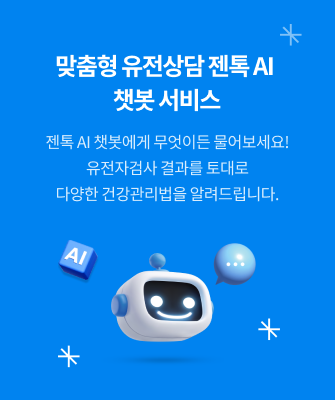 맞춤형 유전상담 젠톡 AI
챗봇 서비스
젠톡 AI 챗봇에게 무엇이든 물어보세요!
유전자검사 결과를 토대로
다양한 건강관리법을 알려드립니다.
AI